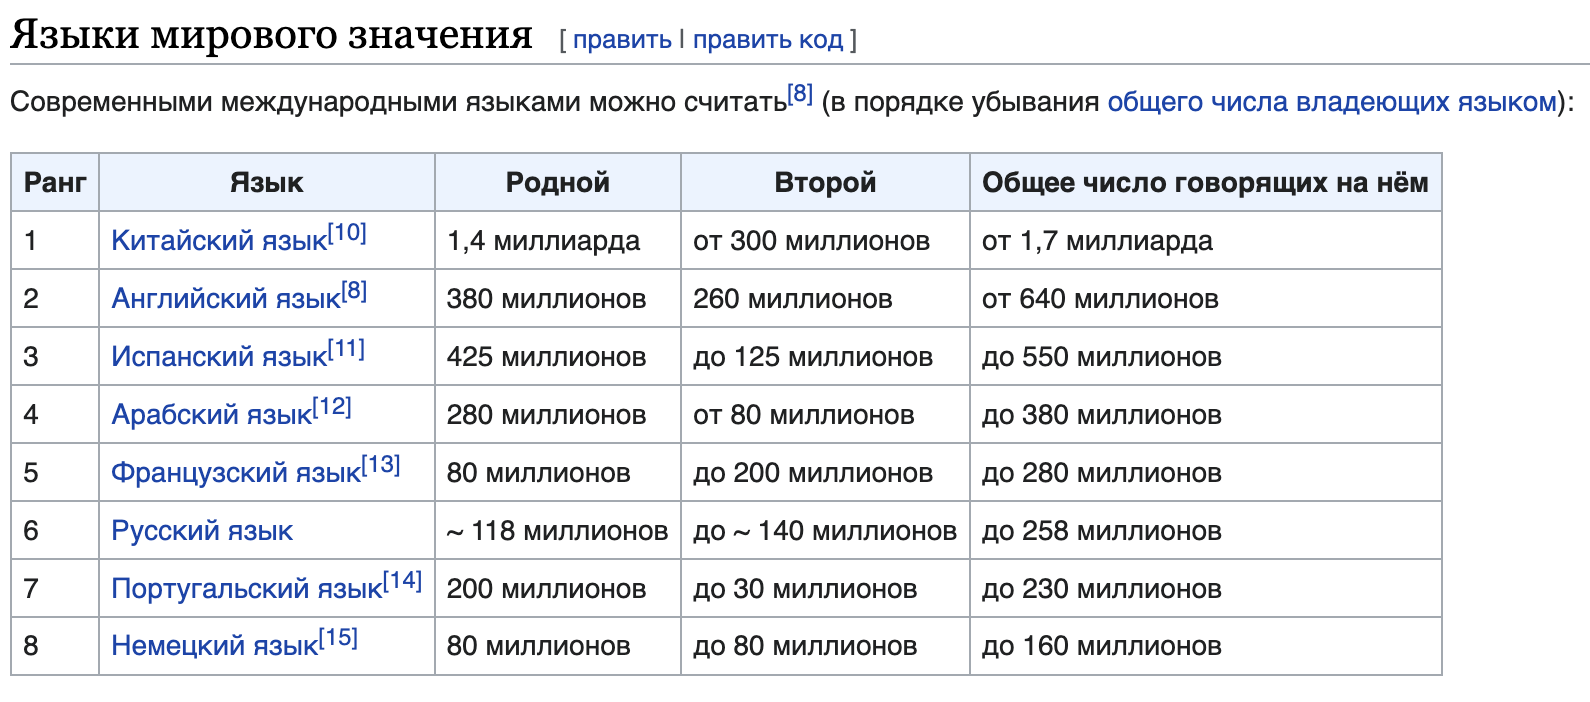 Языки мирового значения [ править | править код ]
Современными международными языками можно считать[8] (в порядке убывания общего числа владеющих языком):
Ранг Язык Родной Второй Общее число говорящих на нём
1 Китайский язык[10] 1,4 миллиарда от 300 миллионов от 1,7 миллиарда
2 Английский язык[8] 380 миллионов 260 миллионов от 640 миллионов
3 Испанский язык[11] 425 миллионов до 125 миллионов до 550 миллионов
4 Арабский язык[12] 280 миллионов от 80 миллионов до 380 миллионов
5 Французский язык[13] 80 миллионов до 200 миллионов до 280 миллионов
6 Русский язык ~ 118 миллионов до ~ 140 миллионов до 258 миллионов
7 Португальский язык[14] 200 миллионов до 30 миллионов до 230 миллионов
8 Немецкий язык[15] 80 миллионов до 80 миллионов до 160 миллионов